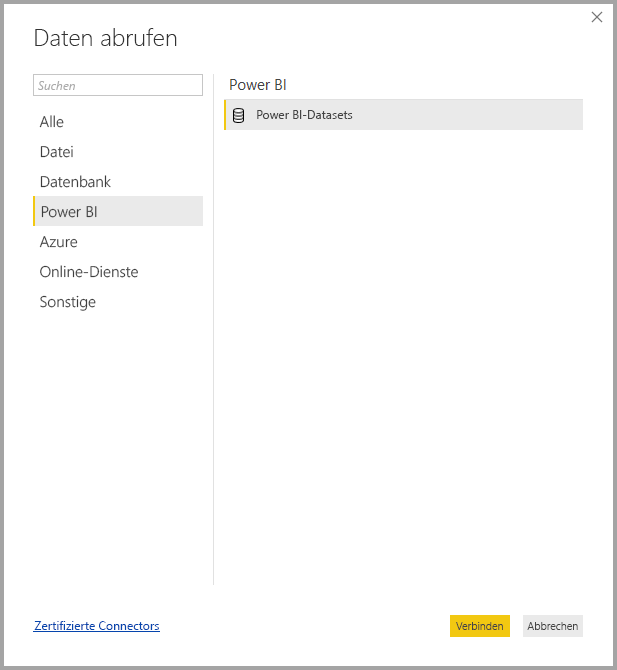 Daten abrufen
Suchen
Alle
Datei
Datenbank
Power BI
Azure
Online-Dienste
Sonstige
Power BI
Power BI-Datasets
Zertifizierte Connectors
Verbinden
Abbrechen